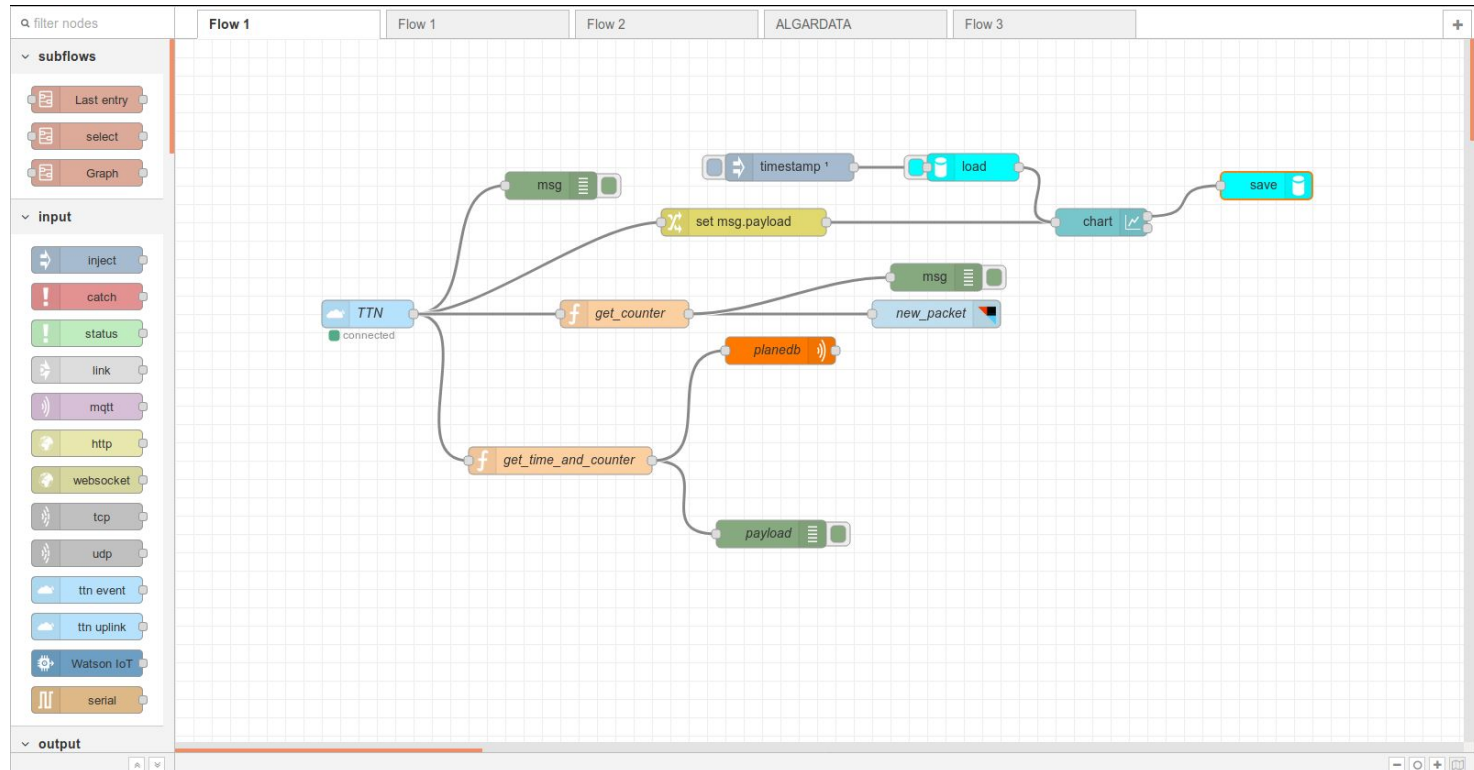 filter nodes
Flow 1
Flow 1
Flow 2
ALGARDATA
Flow 3
+
subflows
Last entry
select
Graph
input
inject
catch
status
link
mqtt
http
websocket
tcp
udp
ttn event
ttn uplink
Watson IoT
serial
output
timestamp ¹
load
msg
save
set msg.payload
chart
msg
TTN
get_counter
new_packet
connected
planedb
get_time_and_counter
payload